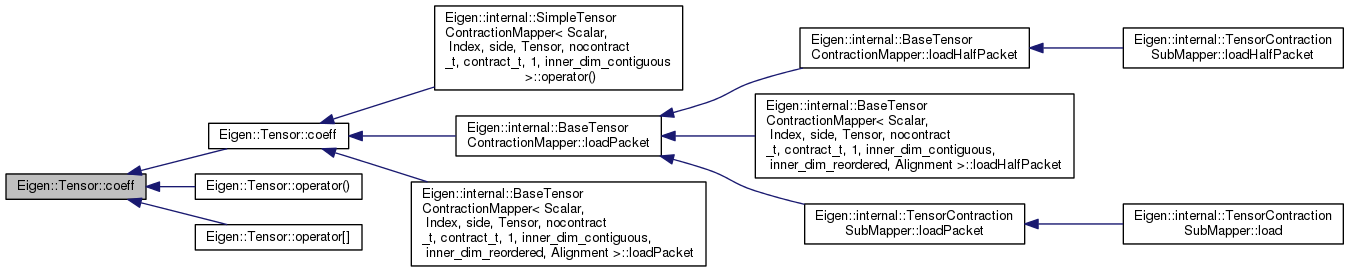 Eigen::Tensor::coeff
Eigen::Tensor::coeff
Eigen::Tensor::operator()
Eigen::Tensor::operator[]
Eigen::internal::SimpleTensor
ContractionMapper< Scalar,
Index, side, Tensor, nocontract
_t, contract_t, 1, inner_dim_contiguous
>::operator()
Eigen::internal::BaseTensor
ContractionMapper::loadPacket
Eigen::internal::BaseTensor
ContractionMapper< Scalar,
Index, side, Tensor, nocontract
_t, contract_t, 1, inner_dim_contiguous,
inner_dim_reordered, Alignment >::loadPacket
Eigen::internal::BaseTensor
ContractionMapper::loadHalfPacket
Eigen::internal::BaseTensor
ContractionMapper< Scalar,
Index, side, Tensor, nocontract
_t, contract_t, 1, inner_dim_contiguous,
inner_dim_reordered, Alignment >::loadHalfPacket
Eigen::internal::TensorContraction
SubMapper::loadPacket
Eigen::internal::TensorContraction
SubMapper::loadHalfPacket
Eigen::internal::TensorContraction
SubMapper::load